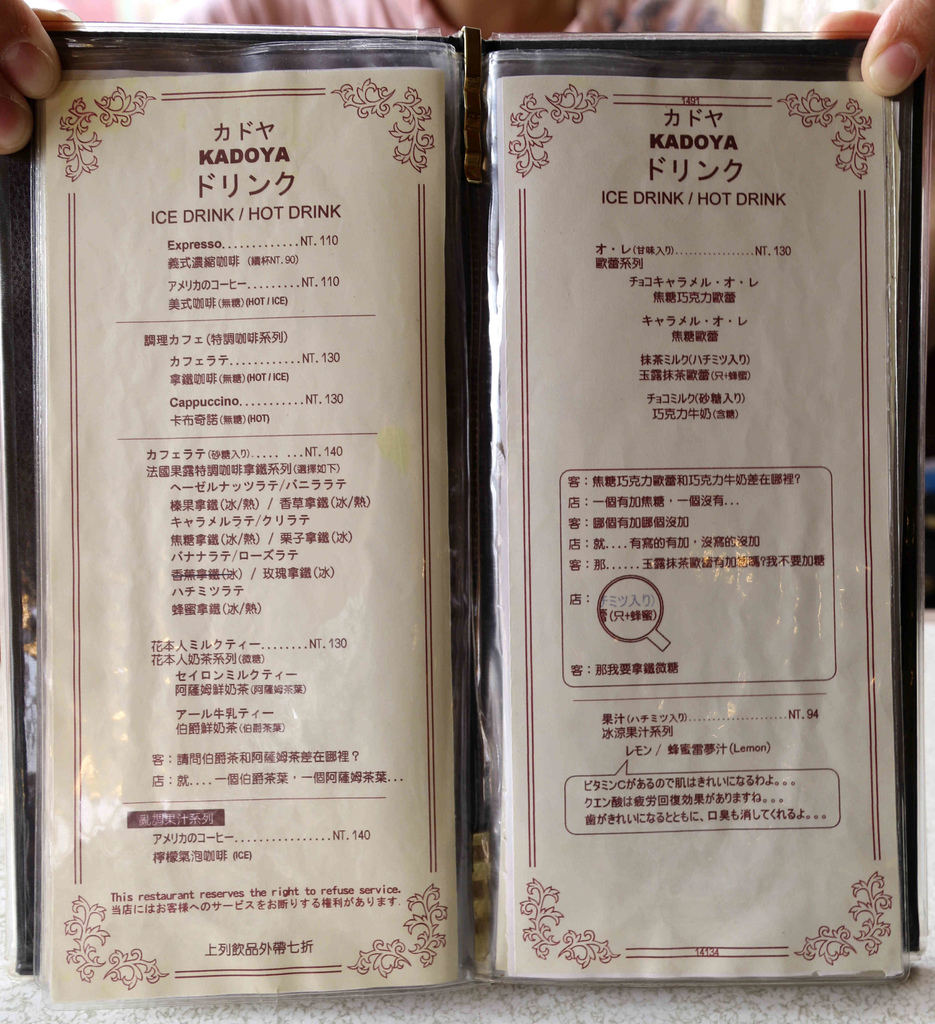 カドヤ
KADOYA
ドリンク
ICE DRINK / HOT DRINK
Expresso.............NT. 110
義式濃縮咖啡 (續杯NT. 90)
アメリカのコーヒー.........NT. 110
美式咖啡(無糖)(HOT / ICE)
調理カフェ(特調咖啡系列)
カフェラテ............NT. 130
拿鐵咖啡(無糖)(HOT / ICE)
Cappuccino...........NT. 130
卡布奇諾(無糖)(HOT)
カフェラテ(砂糖入り)..... ...NT. 140
法國果露特調咖啡拿鐵系列(選擇如下)
ヘーゼルナッツラテ/バニララテ
榛果拿鐵(冰/熱) / 香草拿鐵(冰/熱)
キャラメルラテ/クリラテ
焦糖拿鐵(冰/熱) / 栗子拿鐵(冰)
バナナラテ/ローズラテ
香蕉拿鐵(冰) / 玫瑰拿鐵(冰)
ハチミツラテ
蜂蜜拿鐵(冰/熱)
花本人ミルクティー........NT. 130
花本人奶茶系列(微糖)
セイロンミルクティー
阿薩姆鮮奶茶(阿薩姆茶葉)
アール牛乳ティー
伯爵鮮奶茶(伯爵茶葉)
客：請問伯爵茶和阿薩姆茶差在哪裡？
店：就....一個伯爵茶葉，一個阿薩姆茶葉...
亂調果汁系列
アメリカのコーヒー................NT. 140
檸檬氣泡咖啡 (ICE)
This restaurant reserves the right to refuse service.
当店にはお客様へのサービスをお断りする権利があります.
上列飲品外帶七折
1491
カドヤ
KADOYA
ドリンク
ICE DRINK / HOT DRINK
オ・レ(甘味入り).................NT. 130
歐蕾系列
チョコキャラメル・オ・レ
焦糖巧克力歐蕾
キャラメル・オ・レ
焦糖歐蕾
抹茶ミルク(ハチミツ入り)
玉露抹茶歐蕾(只+蜂蜜)
チョコミルク(砂糖入り)
巧克力牛奶(含糖)
客：焦糖巧克力歐蕾和巧克力牛奶差在哪裡?
店：一個有加焦糖，一個沒有...
客：哪個有加哪個沒加
店：就....有寫的有加，沒寫的沒加
客：那......玉露抹茶歐蕾有加糖嗎?我不要加糖
店：
チミツ入り)
(只+蜂蜜)
客：那我要拿鐵微糖
果汁(ハチミツ入り)......................NT. 94
冰涼果汁系列
レモン / 蜂蜜雷夢汁(Lemon)
ビタミンCがあるので肌はきれいになるわよ。。。
クエン酸は疲労回復効果がありますね。。。
歯がきれいになるとともに、口臭も消してくれるよ。。。
14134